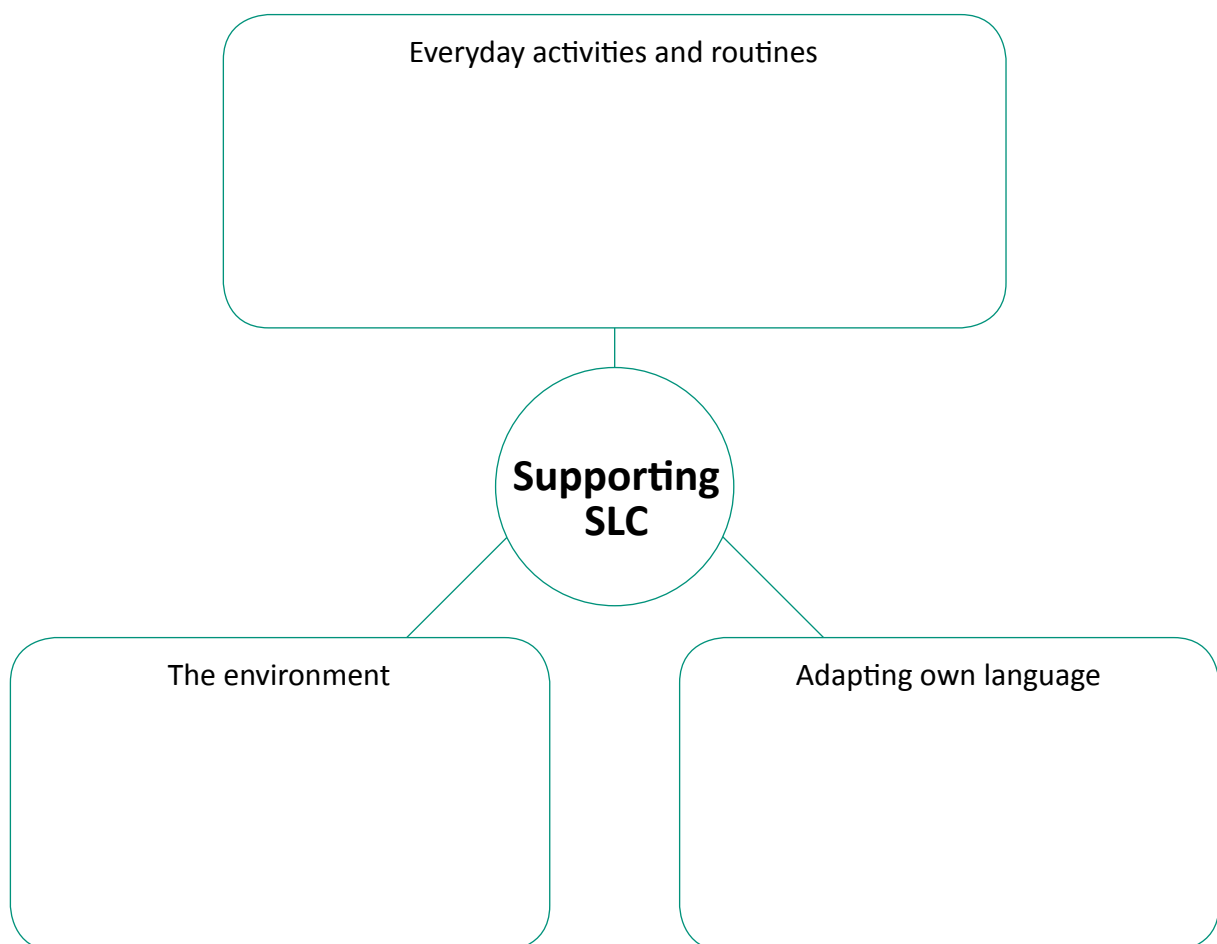 Everyday activities and routines
Supporting
SLC
The environment
Adapting own language